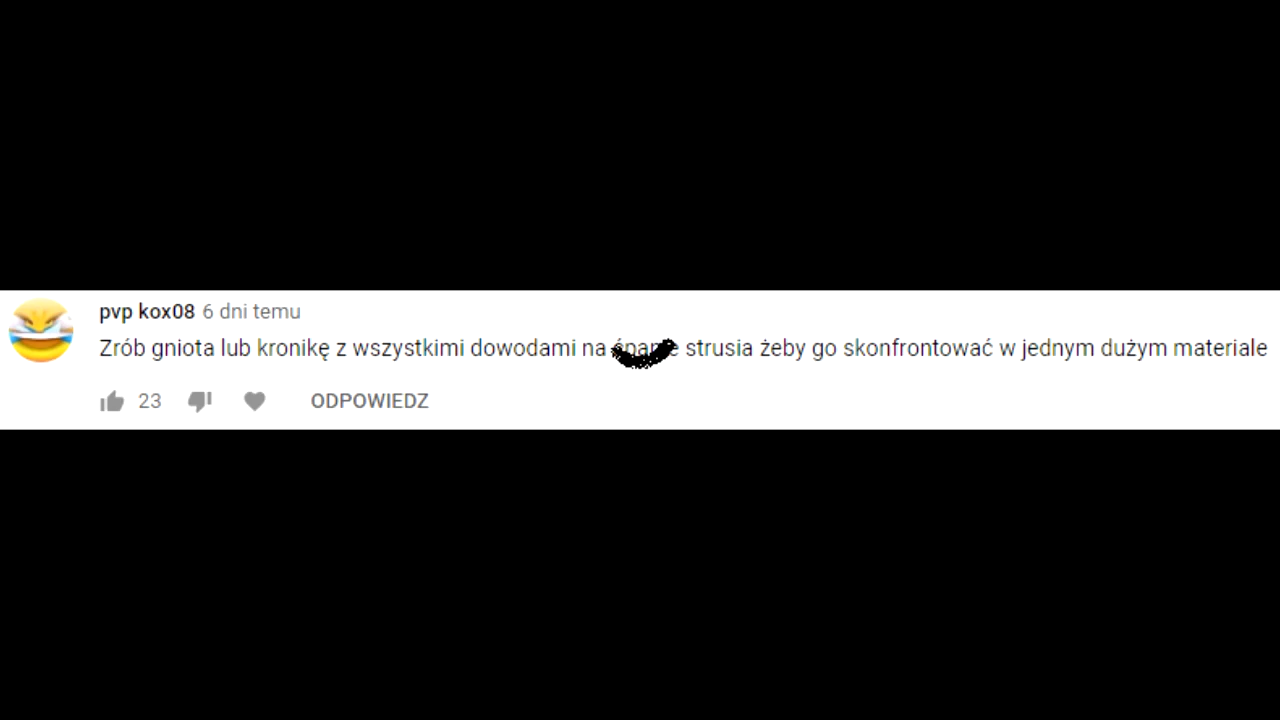 pvp kox08 6 dni temu
Zrób gniota lub kronikę z wszystkimi dowodami na strusia żeby go skonfrontować w jednym dużym materiale
23 ODPOWIEDZ